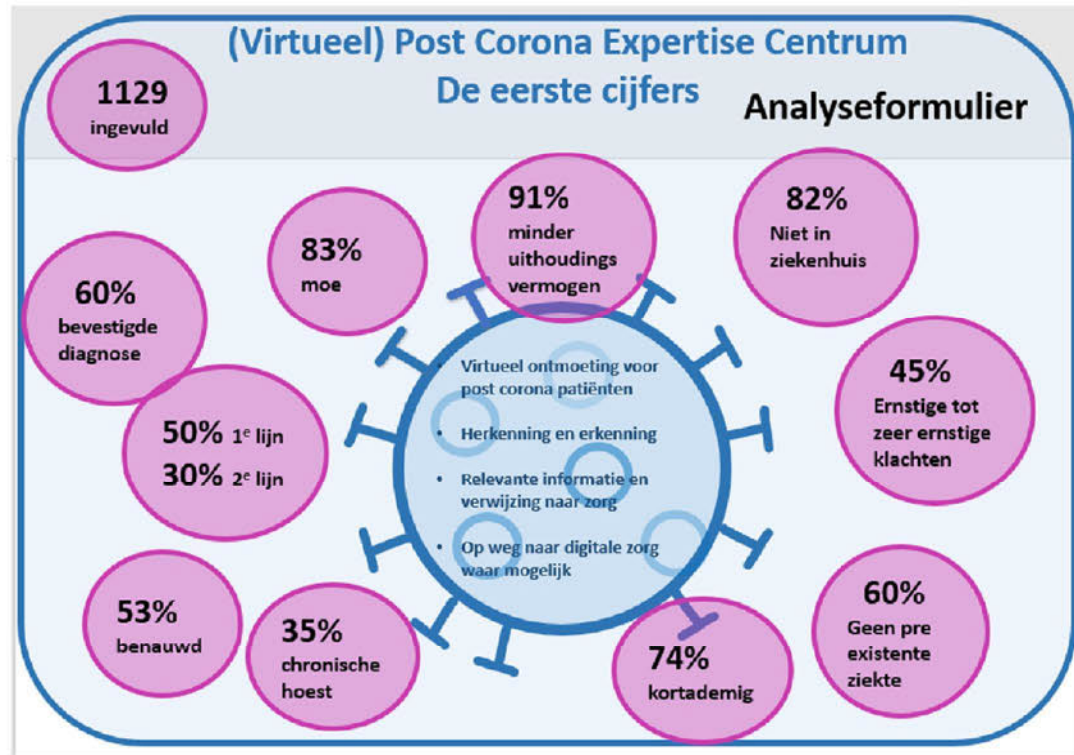 (Virtueel) Post Corona Expertise Centrum
De eerste cijfers
Analyseformulier
1129
ingevuld
83%
moe
91%
minder
uithoudings
vermogen
82%
Niet in
ziekenhuis
60%
bevestigde
diagnose
50% 1e lijn
30% 2e lijn
• Virtueel ontmoeting voor
post corona patiënten
• Herkenning en erkenning
• Relevante informatie en
verwijzing naar zorg
• Op weg naar digitale zorg
waar mogelijk
45%
Ernstige tot
zeer ernstige
klachten
53%
benauwd
35%
chronische
hoest
74%
kortademig
60%
Geen pre
existente
ziekte